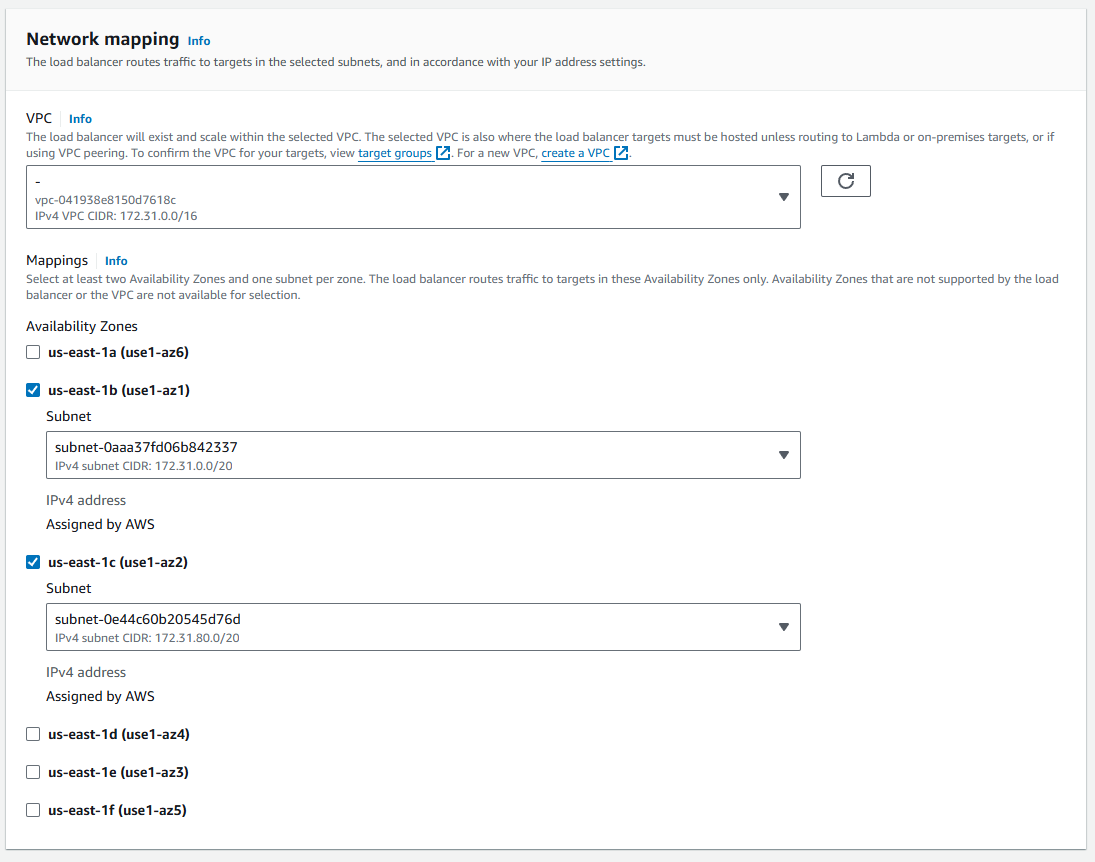 Network mapping Info
The load balancer routes traffic to targets in the selected subnets, and in accordance with your IP address settings.
VPC Info
The load balancer will exist and scale within the selected VPC. The selected VPC is also where the load balancer targets must be hosted unless routing to Lambda or on-premises targets, or if
using VPC peering. To confirm the VPC for your targets, view target groups. For a new VPC, create a VPC.
-
vpc-041938e8150d7618c
IPv4 VPC CIDR: 172.31.0.0/16
Mappings Info
Select at least two Availability Zones and one subnet per zone. The load balancer routes traffic to targets in these Availability Zones only. Availability Zones that are not supported by the load
balancer or the VPC are not available for selection.
Availability Zones
us-east-1a (use1-az6)
us-east-1b (use1-az1)
Subnet
subnet-0aaa37fd06b842337
IPv4 subnet CIDR: 172.31.0.0/20
IPv4 address
Assigned by AWS
us-east-1c (use1-az2)
Subnet
subnet-0e44c60b20545d76d
IPv4 subnet CIDR: 172.31.80.0/20
IPv4 address
Assigned by AWS
us-east-1d (use1-az4)
us-east-1e (use1-az3)
us-east-1f (use1-az5)